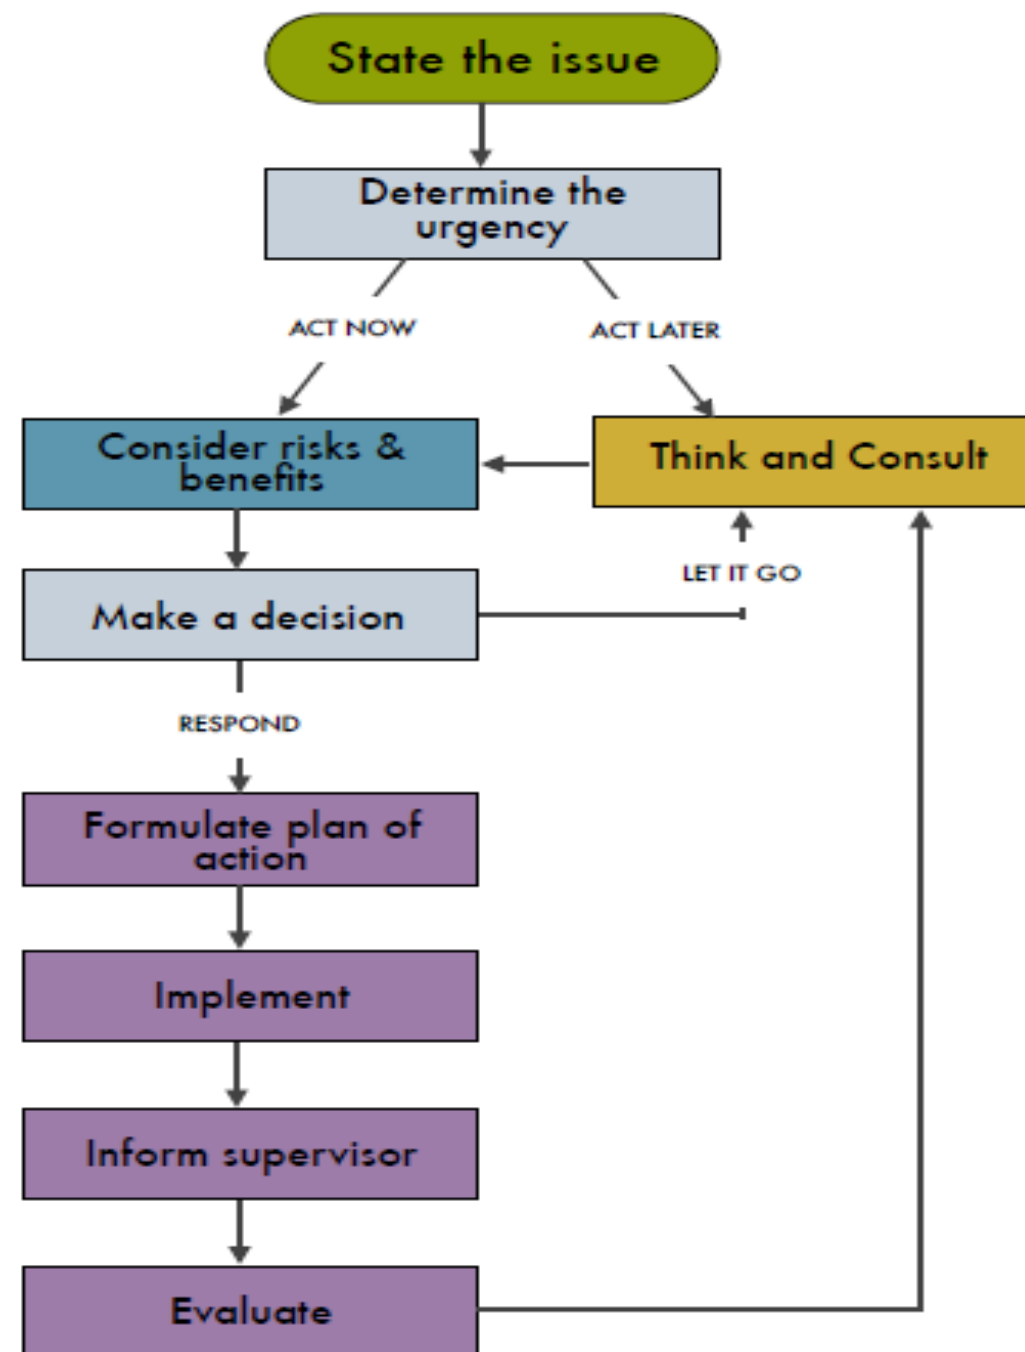 State the issue
Determine the
urgency
ACT NOW
ACT LATER
Consider risks &
benefits
Think and Consult
LET IT GO
Make a decision
RESPOND
Formulate plan of
action
Implement
Inform supervisor
Evaluate